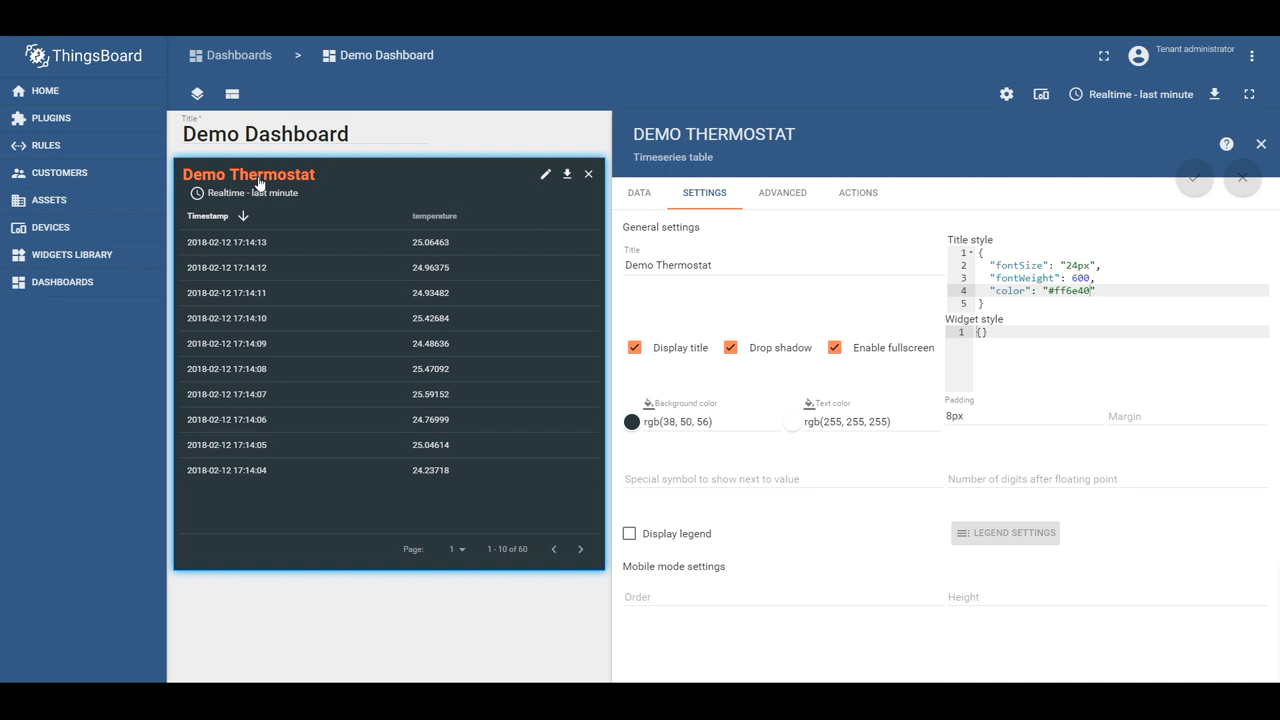 ThingsBoard
Dashboards > Demo Dashboard
Tenant administrator
HOME
PLUGINS
RULES
CUSTOMERS
ASSETS
DEVICES
WIDGETS LIBRARY
DASHBOARDS
Realtime - last minute
Title *
Demo Dashboard
Demo Thermostat
Realtime - last minute
Timestamp temperature
2018-02-12 17:14:13 25.06463
2018-02-12 17:14:12 24.96375
2018-02-12 17:14:11 24.93482
2018-02-12 17:14:10 25.42684
2018-02-12 17:14:09 24.48636
2018-02-12 17:14:08 25.47092
2018-02-12 17:14:07 25.59152
2018-02-12 17:14:06 24.76999
2018-02-12 17:14:05 25.04614
2018-02-12 17:14:04 24.23718
Page: 1 1 - 10 of 60
DEMO THERMOSTAT
Timeseries table
DATA SETTINGS ADVANCED ACTIONS
General settings
Title
Demo Thermostat
Title style
1 {
2 "fontSize": "24px",
3 "fontWeight": 600,
4 "color": "#ff6e40"
5 }
Widget style
1 {}
Display title Drop shadow Enable fullscreen
Background color Text color
rgb(38, 50, 56) rgb(255, 255, 255)
Padding
8px Margin
Special symbol to show next to value Number of digits after floating point
Display legend LEGEND SETTINGS
Mobile mode settings
Order Height